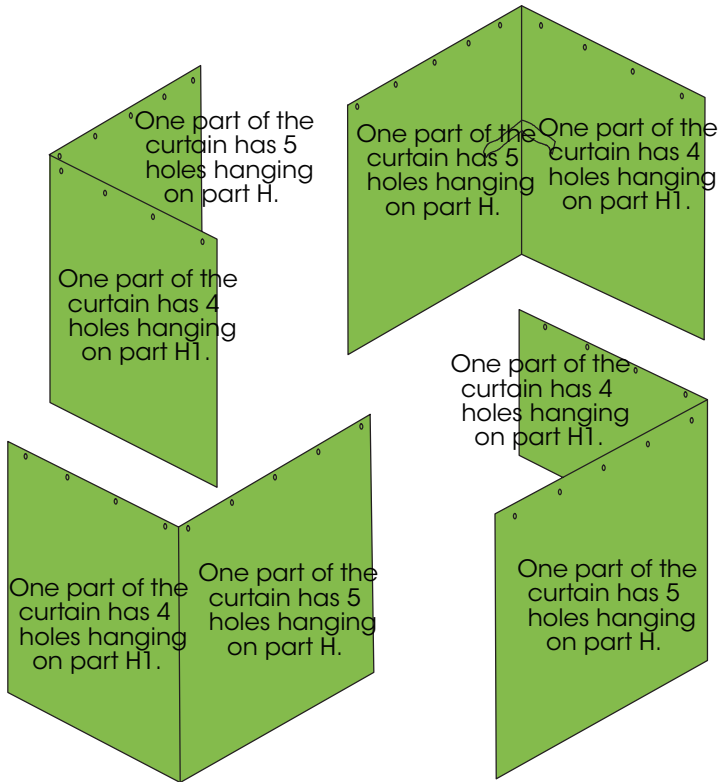 One part of the
curtain has 5
holes hanging
on part H.
One part of the
curtain has 4
holes hanging
on part H1.
One part of the
curtain has 5
holes hanging
on part H.
One part of the
curtain has 4
holes hanging
on part H1.
One part of the
curtain has 4
holes hanging
on part H1.
One part of the
curtain has 5
holes hanging
on part H.
One part of the
curtain has 4
holes hanging
on part H1.
One part of the
curtain has 5
holes hanging
on part H.